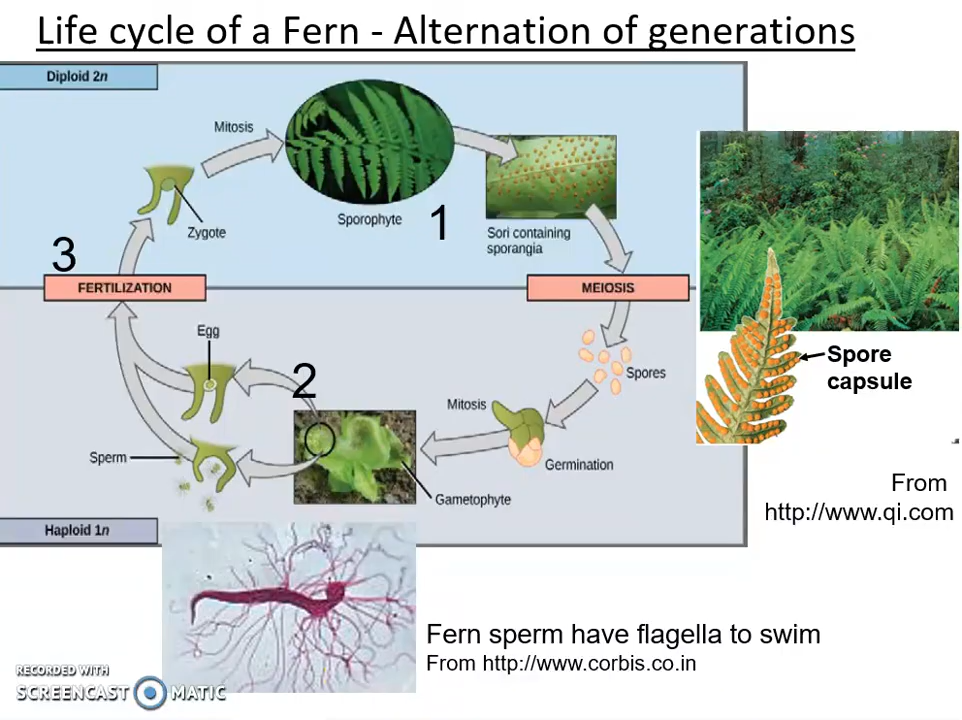 Life cycle of a Fern - Alternation of generations
Diploid 2n
Mitosis
Zygote
Sporophyte
1
Sori containing
sporangia
3
FERTILIZATION
MEIOSIS
Egg
2
Spores
Mitosis
Sperm
Germination
Gametophyte
Haploid 1n
Spore
capsule
From
http://www.qi.com
Fern sperm have flagella to swim
From http://www.corbis.co.in
RECORDED WITH
SCREENCAST MATIC